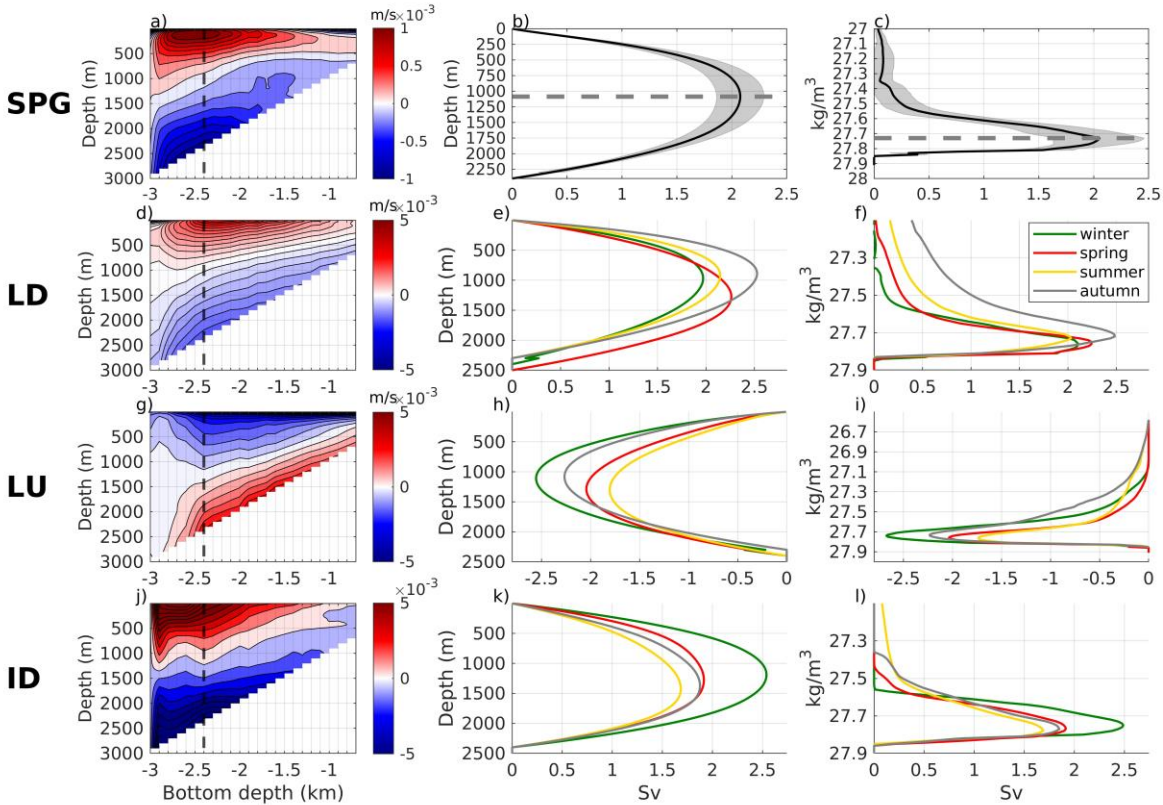 a) m/s ×10⁻³ b) c)
SPG
Depth (m)
500
1000
1500
2000
2500
3000
-3 -2.5 -2 -1.5 -1
1
0.5
0
-0.5
-1
Depth (m)
0
250
500
750
1000
1250
1500
1750
2000
2250
0 0.5 1 1.5 2 2.5
kg/m³
27
27.1
27.2
27.3
27.4
27.5
27.6
27.7
27.8
27.9
28
0 0.5 1 1.5 2 2.5
d) ×10⁻³ e) f)
LD
Depth (m)
500
1000
1500
2000
2500
3000
-3 -2.5 -2 -1.5 -1
5
0
-5
Depth (m)
500
1000
1500
2000
2500
0 0.5 1 1.5 2 2.5
kg/m³
27.3
27.5
27.7
27.9
0 0.5 1 1.5 2 2.5
winter
spring
summer
autumn
g) m/s ×10⁻³ h) i)
LU
Depth (m)
500
1000
1500
2000
2500
3000
-3 -2.5 -2 -1.5 -1
5
0
-5
Depth (m)
500
1000
1500
2000
2500
-2.5 -2 -1.5 -1 -0.5 0
kg/m³
26.7
26.9
27.1
27.3
27.5
27.7
27.9
-2.5 -2 -1.5 -1 -0.5 0
j) m/s ×10⁻³ k) l)
ID
Depth (m)
500
1000
1500
2000
2500
3000
-3 -2.5 -2 -1.5 -1
Bottom depth (km)
5
0
-5
Depth (m)
500
1000
1500
2000
2500
0 0.5 1 1.5 2 2.5
Sv
kg/m³
27.3
27.5
27.7
27.9
0 0.5 1 1.5 2 2.5
Sv